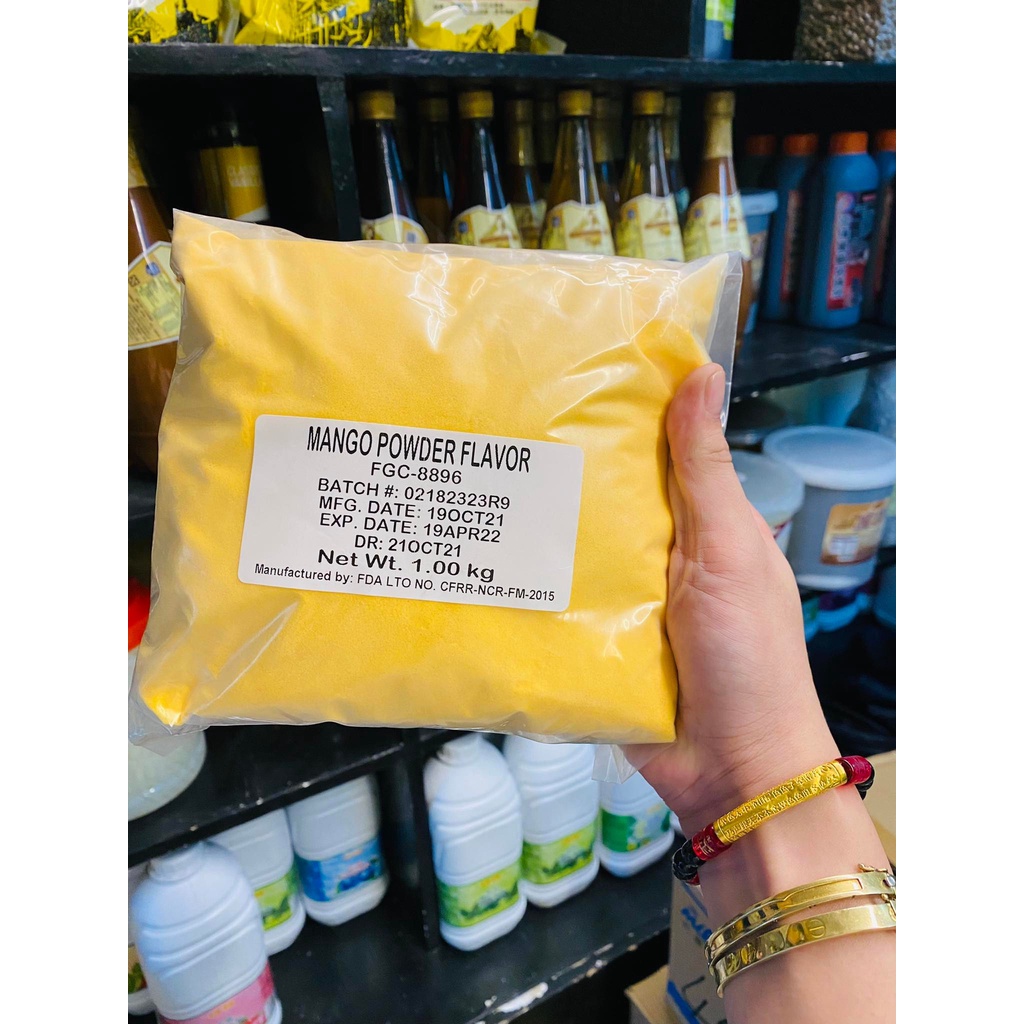 MANGO POWDER FLAVOR
FGC-8896
BATCH #: 02182323R9
MFG. DATE: 19OCT21
EXP. DATE: 19APR22
DR: 21OCT21
Net Wt. 1.00 kg
Manufactured by: FDA LTO NO. CFRR-NCR-FM-2015